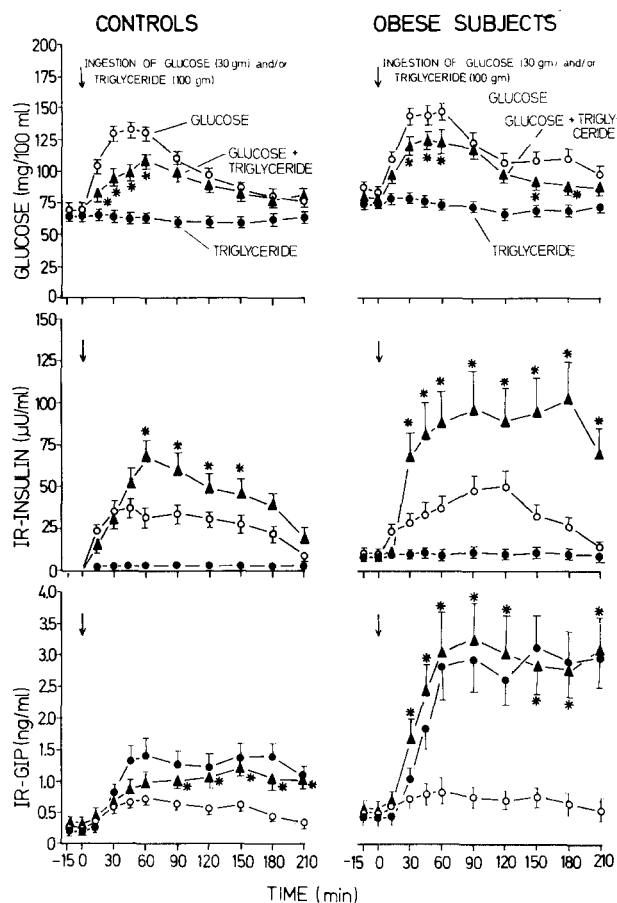 CONTROLS
OBESE SUBJECTS
GLUCOSE (mg/100 ml)
200
175
150
125
100
75
50
25
0
INGESTION OF GLUCOSE (30 gm) and/or
TRIGLYCERIDE (100 gm)
GLUCOSE
GLUCOSE +
TRIGLYCERIDE
TRIGLYCERIDE
INGESTION OF GLUCOSE (30 gm) and/or
TRIGLYCERIDE (100 gm)
GLUCOSE
GLUCOSE + TRIGLY-
CERIDE
TRIGLYCERIDE
IR-INSULIN (µU/ml)
150
125
100
75
50
25
0
IR-GIP (ng/ml)
4.0
3.5
3.0
2.5
2.0
1.5
1.0
0.5
0
-15 0 30 60 90 120 150 180 210
-15 0 30 60 90 120 150 180 210
TIME (min)